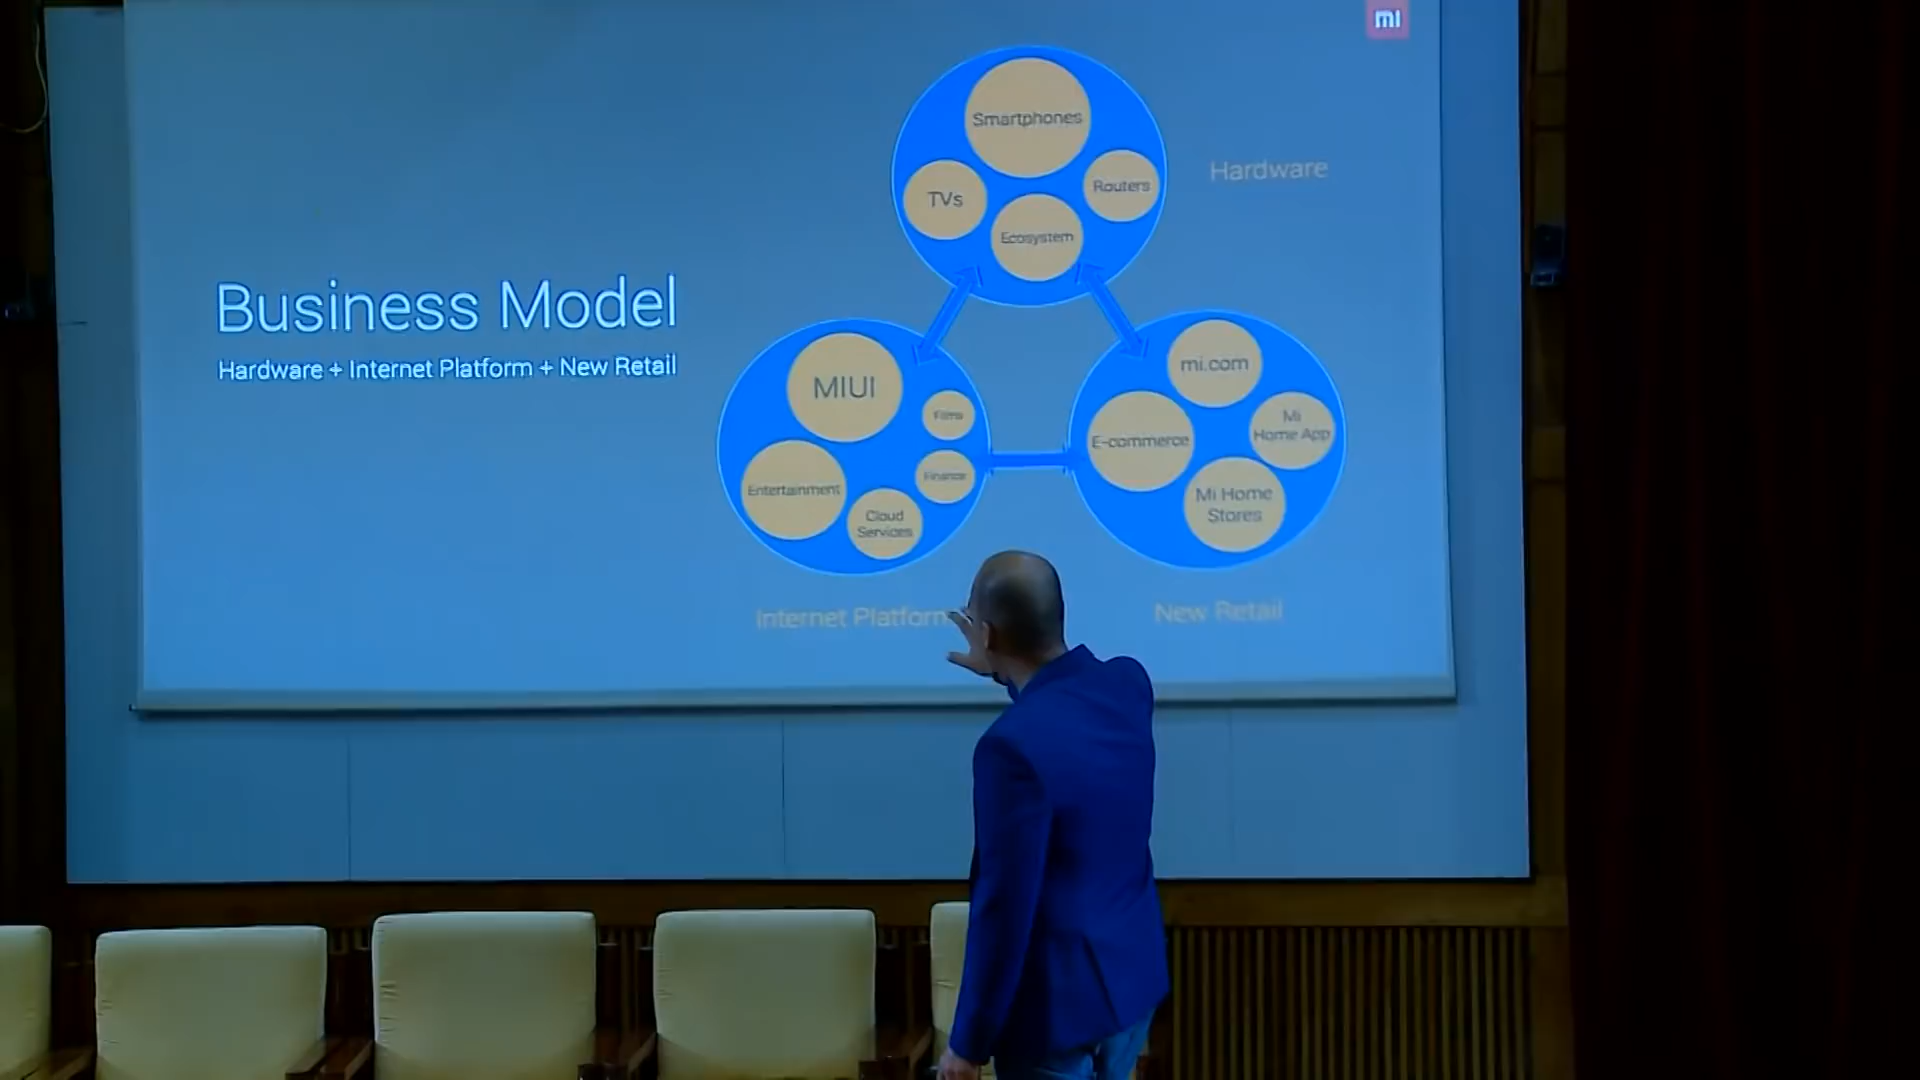 mi
Business Model
Hardware + Internet Platform + New Retail
Smartphones
TVs
Routers
Ecosystem
Hardware
MIUI
Films
Entertainment
Finance
Cloud
Services
Internet Platform
mi.com
E-commerce
Mi
Home App
Mi Home
Stores
New Retail